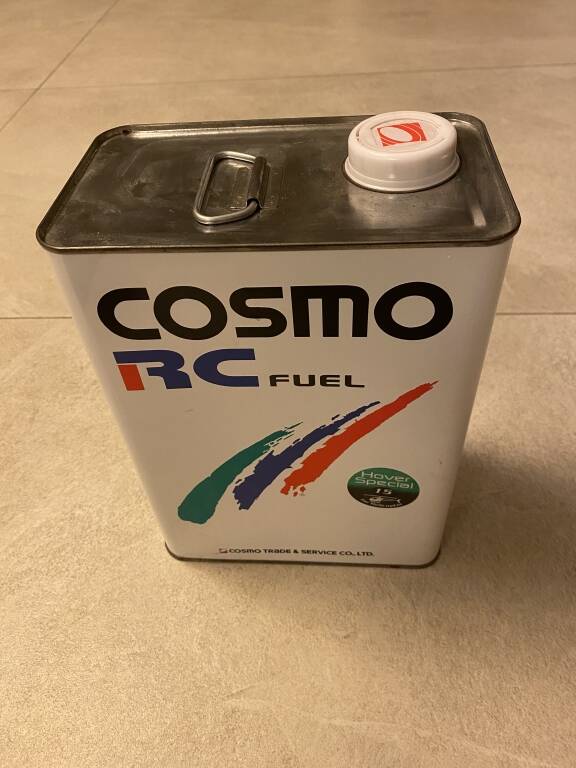 COSMO
RC FUEL
Hover
Special
15
COSMO TRADE & SERVICE CO., LTD.